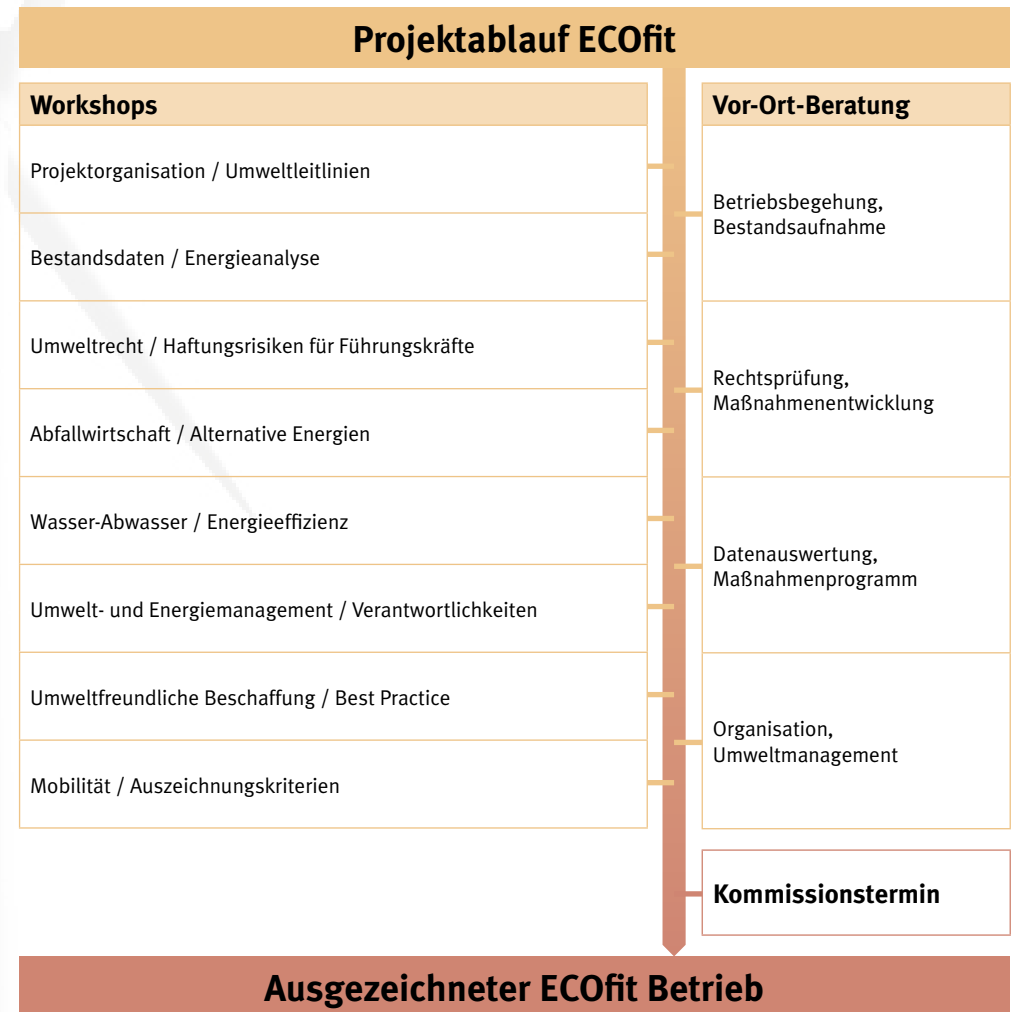 Projektablauf ECOfit
Workshops
Projektorganisation / Umweltleitlinien
Bestandsdaten / Energieanalyse
Umweltrecht / Haftungsrisiken für Führungskräfte
Abfallwirtschaft / Alternative Energien
Wasser-Abwasser / Energieeffizienz
Umwelt- und Energiemanagement / Verantwortlichkeiten
Umweltfreundliche Beschaffung / Best Practice
Mobilität / Auszeichnungskriterien
Vor-Ort-Beratung
Betriebsbegehung,
Bestandsaufnahme
Rechtsprüfung,
Maßnahmenentwicklung
Datenauswertung,
Maßnahmenprogramm
Organisation,
Umweltmanagement
Kommissionstermin
Ausgezeichneter ECOfit Betrieb